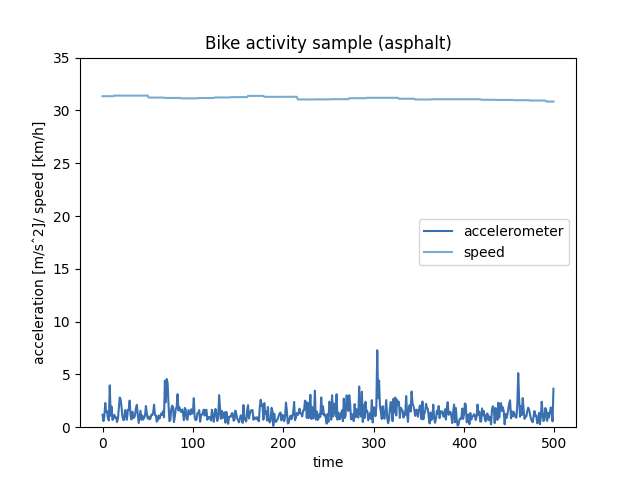 Bike activity sample (asphalt)
35
30
25
20
15
10
5
0
acceleration [m/sˆ2]/ speed [km/h]
accelerometer
speed
0
100
200
300
400
500
time